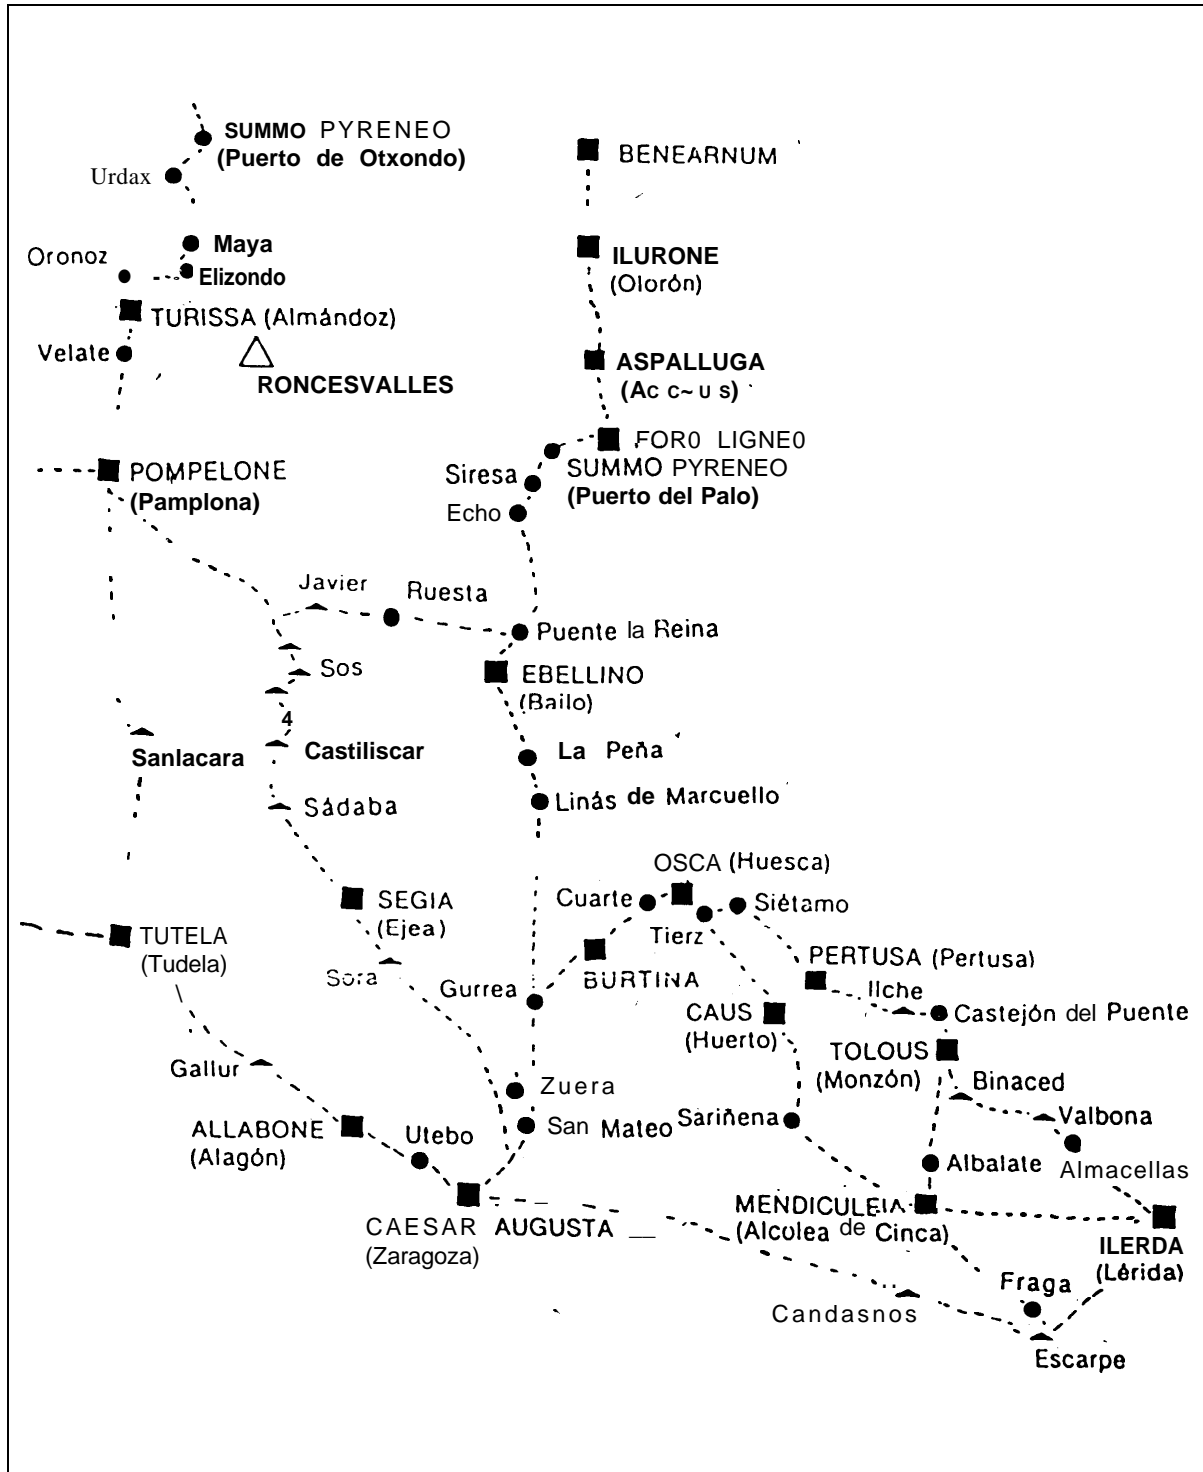 SUMMO PYRENEO
(Puerto de Otxondo)
BENEARNUM
Urdax
Maya
Oronoz
Elizondo
ILURONE
(Olorón)
TURISSA (Almándoz)
Velate
RONCESVALLES
ASPALLUGA
(Ac c~ u s)
FOR0 LIGNE0
SUMMO PYRENEO
(Puerto del Palo)
POMPELONE
(Pamplona)
Siresa
Echo
Javier
Ruesta
Puente la Reina
Sos
EBELLINO
(Bailo)
4
Sanlacara
Castiliscar
La Peña
Sádaba
Linás de Marcuello
OSCA (Huesca)
SEGIA
(Ejea)
Cuarte
Siétamo
Tierz
TUTELA
(Tudela)
PERTUSA (Pertusa)
Sora
BURTINA
Gurrea
Ilche
CAUS
(Huerto)
Castejón del Puente
TOLOUS
(Monzón)
Gallur
Zuera
Binaced
ALLABONE
(Alagón)
Utebo
San Mateo
Sariñena
Valbona
Albalate
Almacellas
CAESAR AUGUSTA
(Zaragoza)
MENDICULEIA
(Alcolea de Cinca)
ILERDA
(Lérida)
Fraga
Candasnos
Escarpe